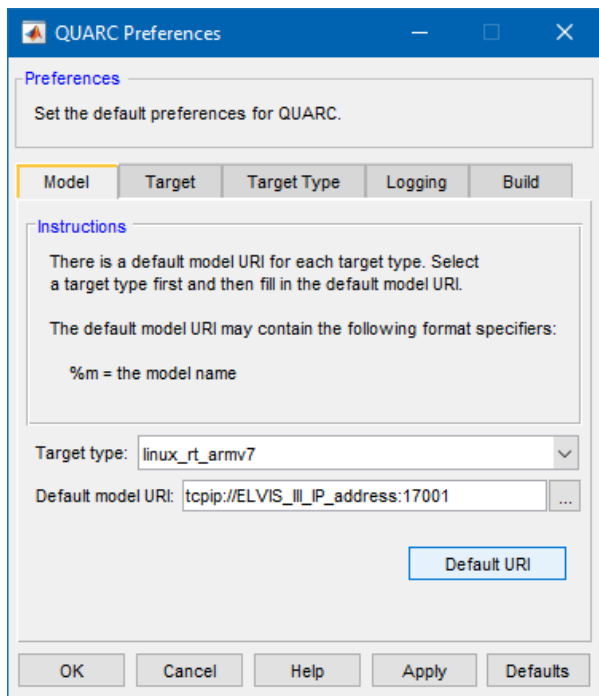 QUARC Preferences
Preferences
Set the default preferences for QUARC.
Model Target Target Type Logging Build
Instructions
There is a default model URI for each target type. Select
a target type first and then fill in the default model URI.
The default model URI may contain the following format specifiers:
%m = the model name
Target type: linux_rt_armv7
Default model URI: tcpip://ELVIS_III_IP_address:17001 ...
Default URI
OK Cancel Help Apply Defaults